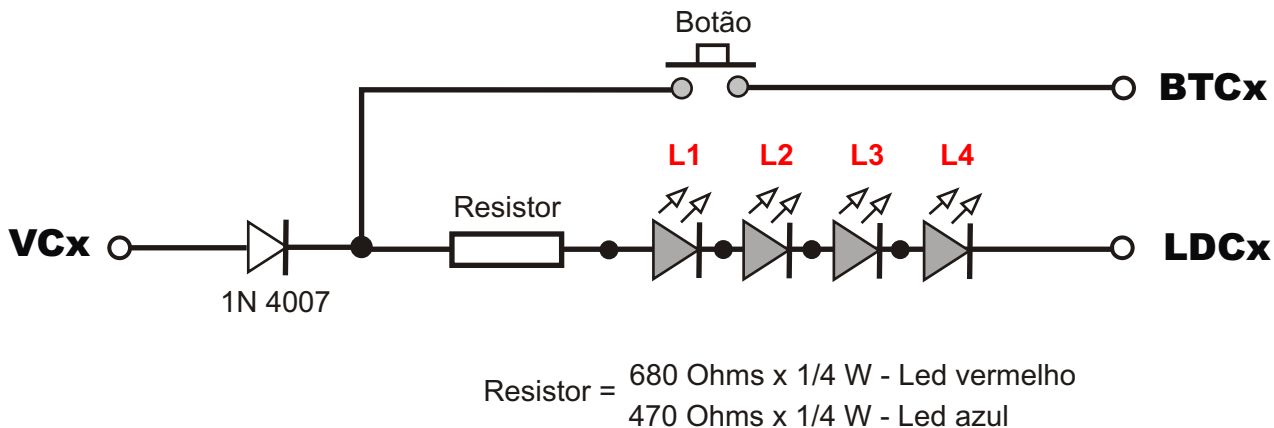 Botão
BTCx
L1 L2 L3 L4
Resistor
VCx
LDCx
1N 4007
Resistor = 680 Ohms x 1/4 W - Led vermelho
470 Ohms x 1/4 W - Led azul